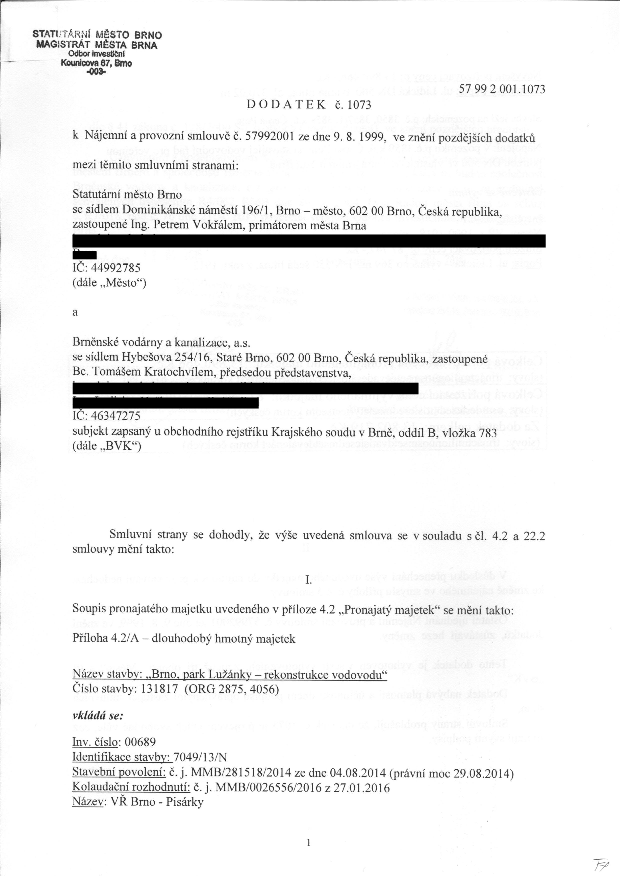 STATUTÁRNÍ MĚSTO BRNO
MAGISTRÁT MĚSTA BRNA
Odbor investiční
Kounicova 67, Brno
-003-
57 99 2 001.1073
D O D A T E K č. 1073
k Nájemní a provozní smlouvě č. 57992001 ze dne 9. 8. 1999, ve znění pozdějších dodatků
mezi těmito smluvními stranami:
Statutární město Brno
se sídlem Dominikánské náměstí 196/1, Brno – město, 602 00 Brno, Česká republika,
zastoupené Ing. Petrem Vokřálem, primátorem města Brna
IČ: 44992785
(dále „Město“)
a
Brněnské vodárny a kanalizace, a.s.
se sídlem Hybešova 254/16, Staré Brno, 602 00 Brno, Česká republika, zastoupené
Bc. Tomášem Kratochvílem, předsedou představenstva,
IČ: 46347275
subjekt zapsaný u obchodního rejstříku Krajského soudu v Brně, oddíl B, vložka 783
(dále „BVK“)
Smluvní strany se dohodly, že výše uvedená smlouva se v souladu s čl. 4.2 a 22.2
smlouvy mění takto:
I.
Soupis pronajatého majetku uvedeného v příloze 4.2 „Pronajatý majetek“ se mění takto:
Příloha 4.2/A – dlouhodobý hmotný majetek
Název stavby: „Brno, park Lužánky – rekonstrukce vodovodu“
Číslo stavby: 131817 (ORG 2875, 4056)
vkládá se:
Inv. číslo: 00689
Identifikace stavby: 7049/13/N
Stavební povolení: č. j. MMB/281518/2014 ze dne 04.08.2014 (právní moc 29.08.2014)
Kolaudační rozhodnutí: č. j. MMB/0026556/2016 z 27.01.2016
Název: VŘ Brno - Pisárky
1